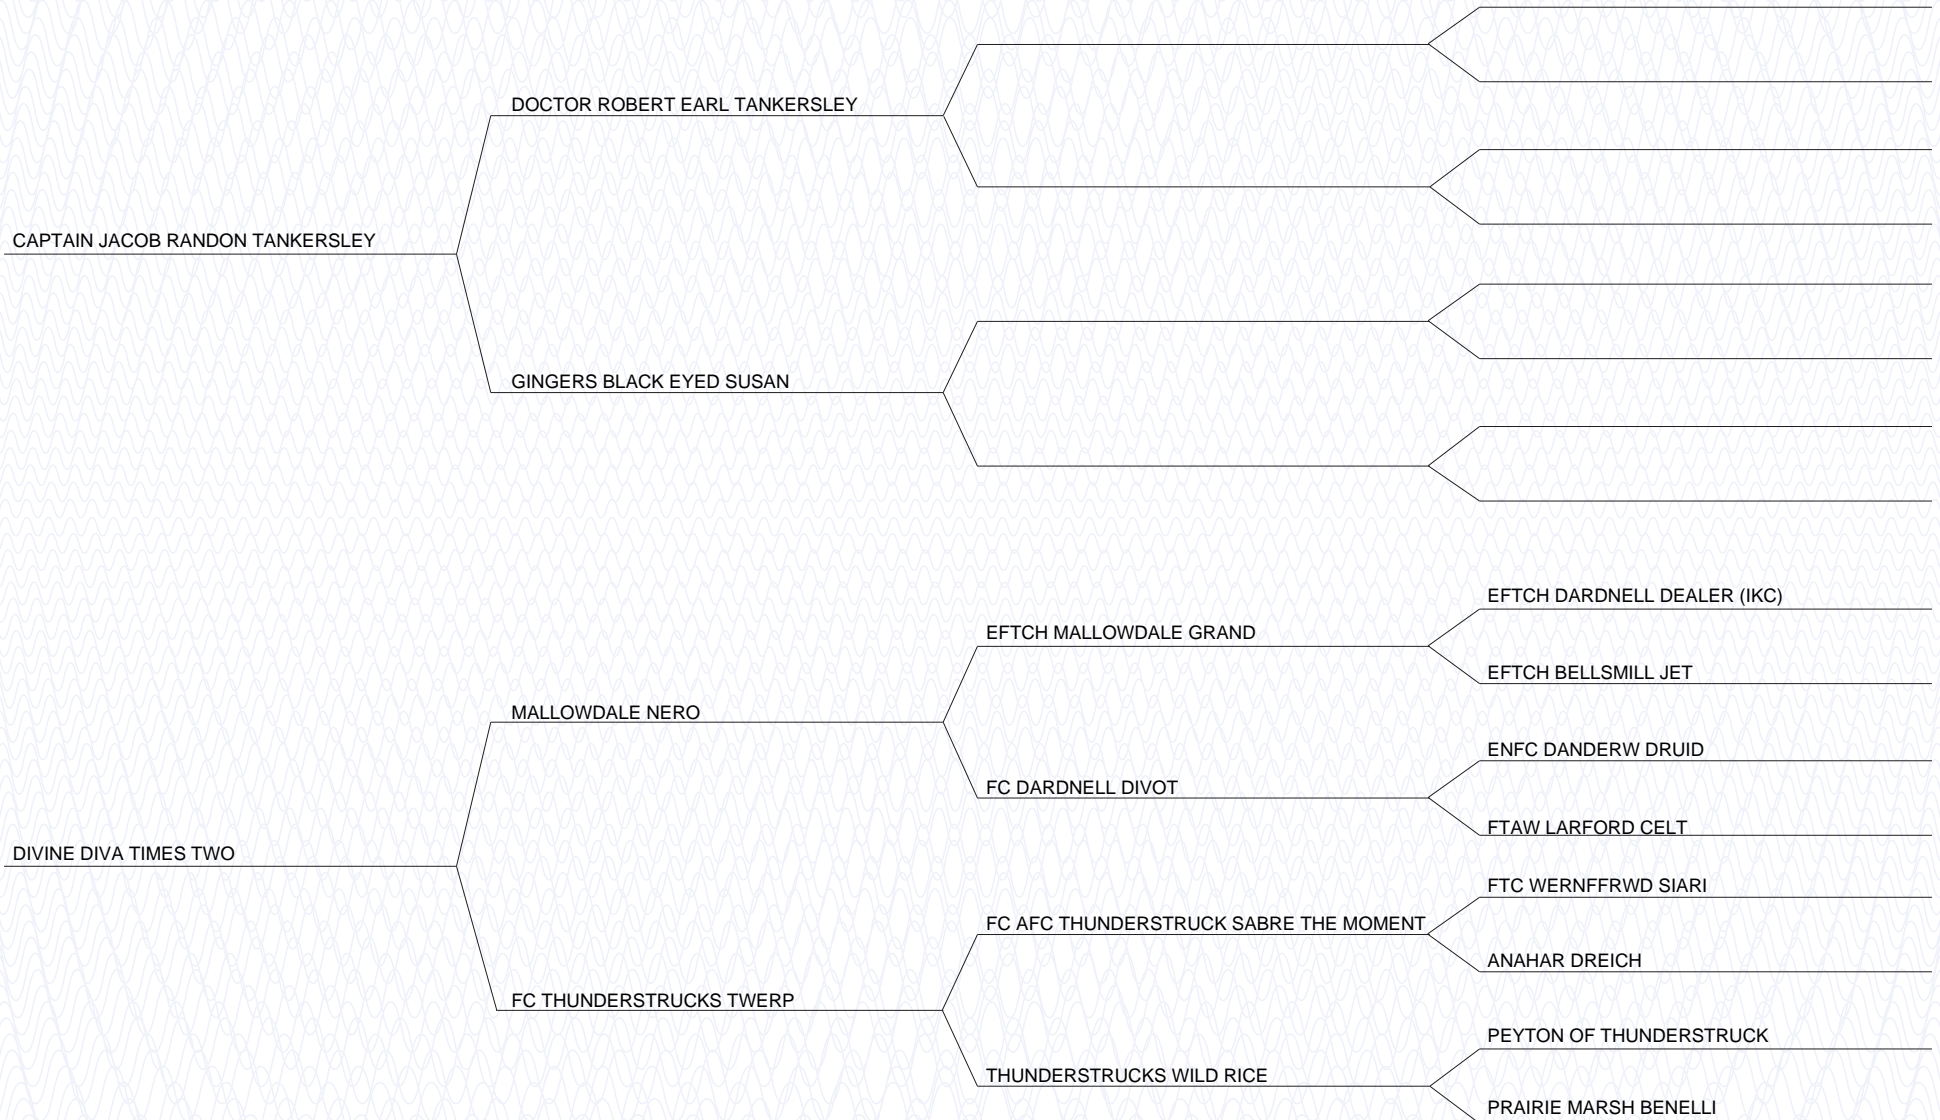 DOCTOR ROBERT EARL TANKERSLEY
CAPTAIN JACOB RANDON TANKERSLEY
GINGERS BLACK EYED SUSAN
EFTCH DARDNELL DEALER (IKC)
EFTCH MALLOWDALE GRAND
EFTCH BELLSMILL JET
MALLOWDALE NERO
ENFC DANDERW DRUID
FC DARDNELL DIVOT
FTAW LARFORD CELT
DIVINE DIVA TIMES TWO
FTC WERNFFRWD SIARI
FC AFC THUNDERSTRUCK SABRE THE MOMENT
ANAHAR DREICH
FC THUNDERSTRUCKS TWERP
PEYTON OF THUNDERSTRUCK
THUNDERSTRUCKS WILD RICE
PRAIRIE MARSH BENELLI